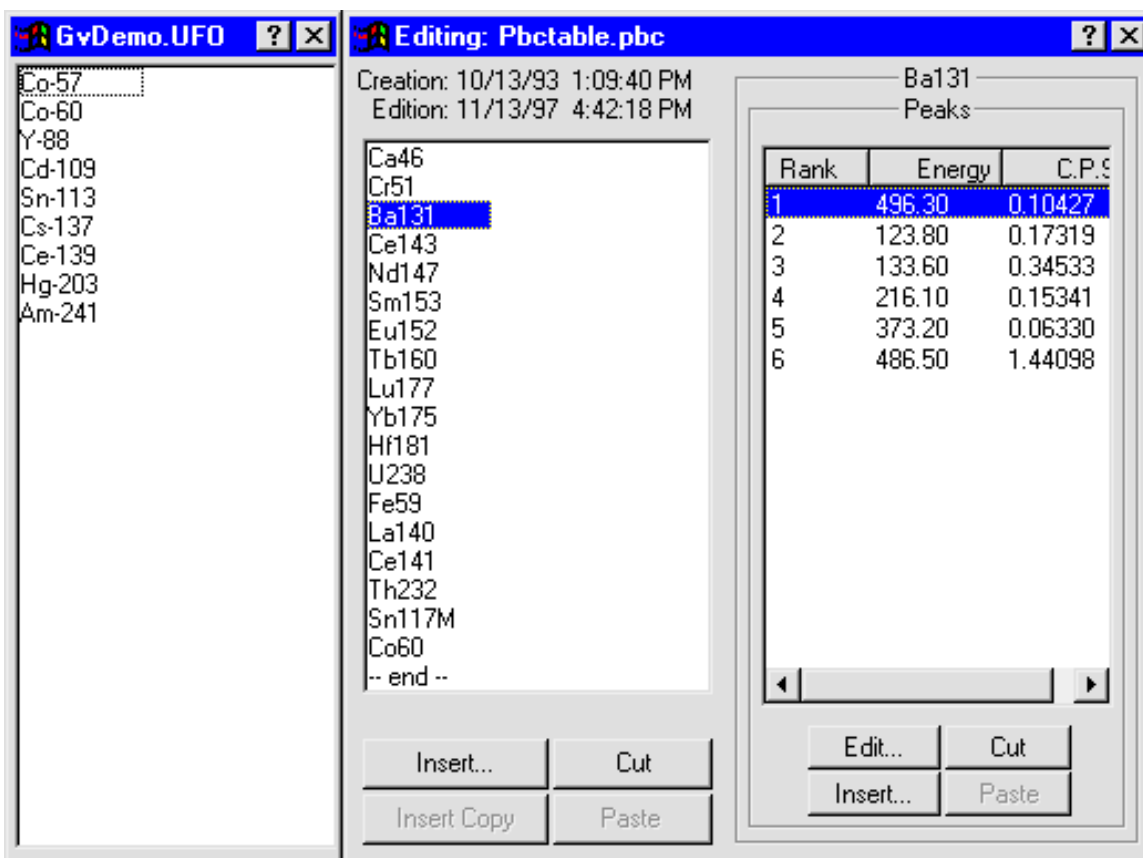 GvDemo.UFO
Co-57
Co-60
Y-88
Cd-109
Sn-113
Cs-137
Ce-139
Hg-203
Am-241
Editing: Pbctable.pbc
Creation: 10/13/93 1:09:40 PM
Edition: 11/13/97 4:42:18 PM
Ca46
Cr51
Ba131
Ce143
Nd147
Sm153
Eu152
Tb160
Lu177
Yb175
Hf181
U238
Fe59
La140
Ce141
Th232
Sn117M
Co60
-- end --
Insert... Cut
Insert Copy Paste
Ba131
Peaks
Rank Energy C.P.S
1 496.30 0.10427
2 123.80 0.17319
3 133.60 0.34533
4 216.10 0.15341
5 373.20 0.06330
6 486.50 1.44098
Edit... Cut
Insert... Paste